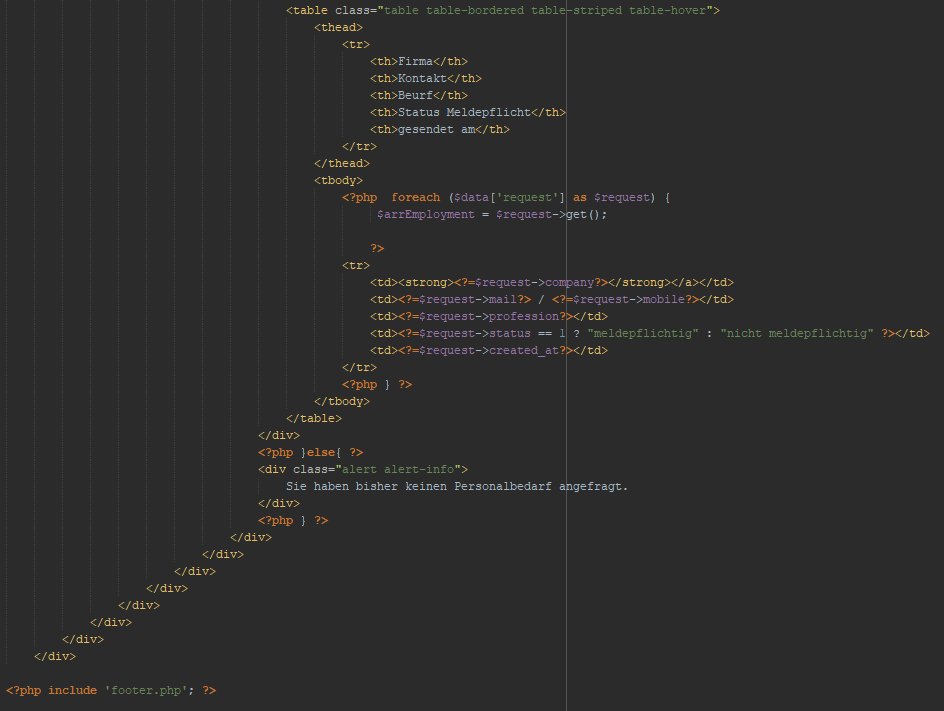 <table class="table table-bordered table-striped table-hover">
<thead>
<tr>
<th>Firma</th>
<th>Kontakt</th>
<th>Beurf</th>
<th>Status Meldepflicht</th>
<th>gesendet am</th>
</tr>
</thead>
<tbody>
<?php  foreach ($data['request'] as $request) {
$arrEmployment = $request->get();
?>
<tr>
<td><strong><?=$request->company?></strong></a></td>
<td><?=$request->mail?> / <?=$request->mobile?></td>
<td><?=$request->profession?></td>
<td><?=$request->status == 1 ? "meldepflichtig" : "nicht meldepflichtig" ?></td>
<td><?=$request->created_at?></td>
</tr>
<?php } ?>
</tbody>
</table>
</div>
<?php }else{ ?>
<div class="alert alert-info">
Sie haben bisher keinen Personalbedarf angefragt.
</div>
<?php } ?>
</div>
</div>
</div>
</div>
</div>
</div>
</div>
</div>
<?php include 'footer.php'; ?>